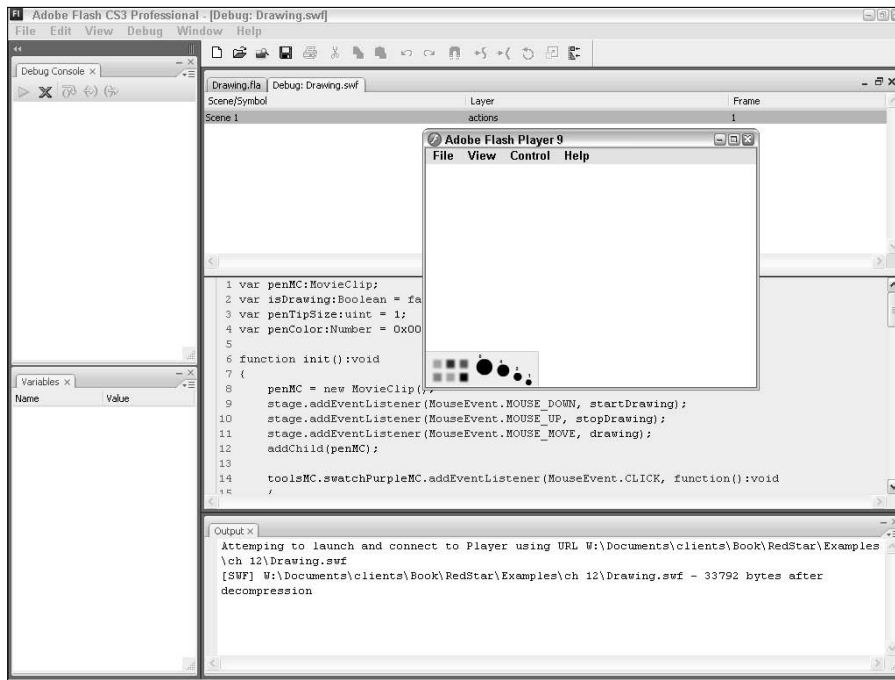 Adobe Flash CS3 Professional - [Debug: Drawing.swf]
File Edit View Debug Window Help
Debug Console
Drawing.fla Debug: Drawing.swf
Scene/Symbol Layer Frame
Scene 1 actions 1
Adobe Flash Player 9
File View Control Help
1 var penMC:MovieClip;
2 var isDrawing:Boolean = fa
3 var penTipSize:uint = 1;
4 var penColor:Number = 0x00
5
6 function init():void
7 {
8 penMC = new MovieClip();
9 stage.addEventListener(MouseEvent.MOUSE_DOWN, startDrawing);
10 stage.addEventListener(MouseEvent.MOUSE_UP, stopDrawing);
11 stage.addEventListener(MouseEvent.MOUSE_MOVE, drawing);
12 addChild(penMC);
13
14 toolsMC.swatchPurpleMC.addEventListener(MouseEvent.CLICK, function():void
15
Variables
Name Value
Output
Attemping to launch and connect to Player using URL W:\Documents\clients\Book\RedStar\Examples
\ch 12\Drawing.swf
[SWF] W:\Documents\clients\Book\RedStar\Examples\ch 12\Drawing.swf - 33792 bytes after
decompression